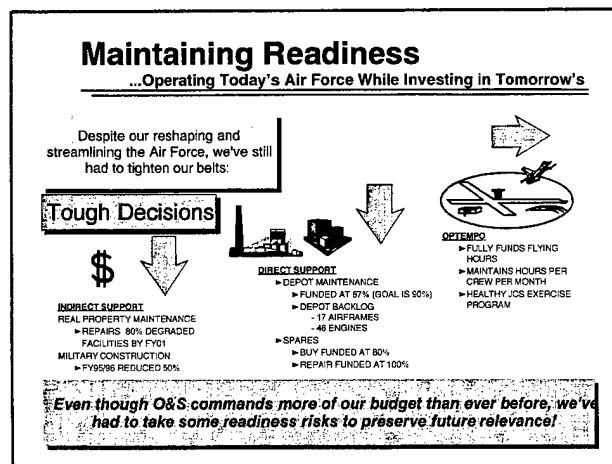 Maintaining Readiness
...Operating Today's Air Force While Investing in Tomorrow's
Despite our reshaping and
streamlining the Air Force, we've still
had to tighten our belts:
Tough Decisions
$
INDIRECT SUPPORT
REAL PROPERTY MAINTENANCE
► REPAIRS 80% DEGRADED
FACILITIES BY FY01
MILITARY CONSTRUCTION
► FY95/96 REDUCED 50%
DIRECT SUPPORT
► DEPOT MAINTENANCE
► FUNDED AT 67% (GOAL IS 90%)
► DEPOT BACKLOG
- 17 AIRFRAMES
- 46 ENGINES
► SPARES
► BUY FUNDED AT 80%
► REPAIR FUNDED AT 100%
OPTEMPO
► FULLY FUNDS FLYING
HOURS
► MAINTAINS HOURS PER
CREW PER MONTH
► HEALTHY JCS EXERCISE
PROGRAM
Even though O&S commands more of our budget than ever before, we've
had to take some readiness risks to preserve future relevance!